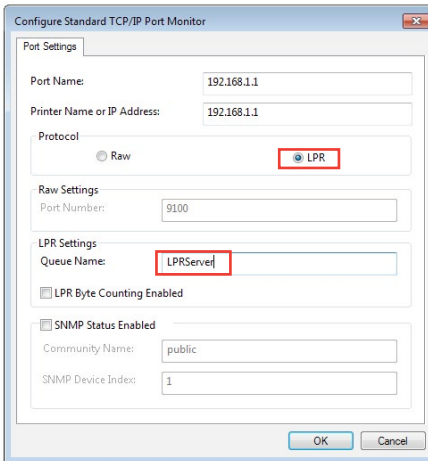 Configure Standard TCP/IP Port Monitor
Port Settings
Port Name: 192.168.1.1
Printer Name or IP Address: 192.168.1.1
Protocol
Raw LPR
Raw Settings
Port Number: 9100
LPR Settings
Queue Name: LPRServer
LPR Byte Counting Enabled
SNMP Status Enabled
Community Name: public
SNMP Device Index: 1
OK Cancel